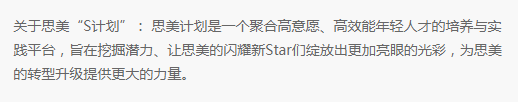 关于思美“S计划”：思美计划是一个聚合高意愿、高效能年轻人才的培养与实
践平台，旨在挖掘潜力、让思美的闪耀新Star们绽放出更加亮眼的光彩，为思美
的转型升级提供更大的力量。